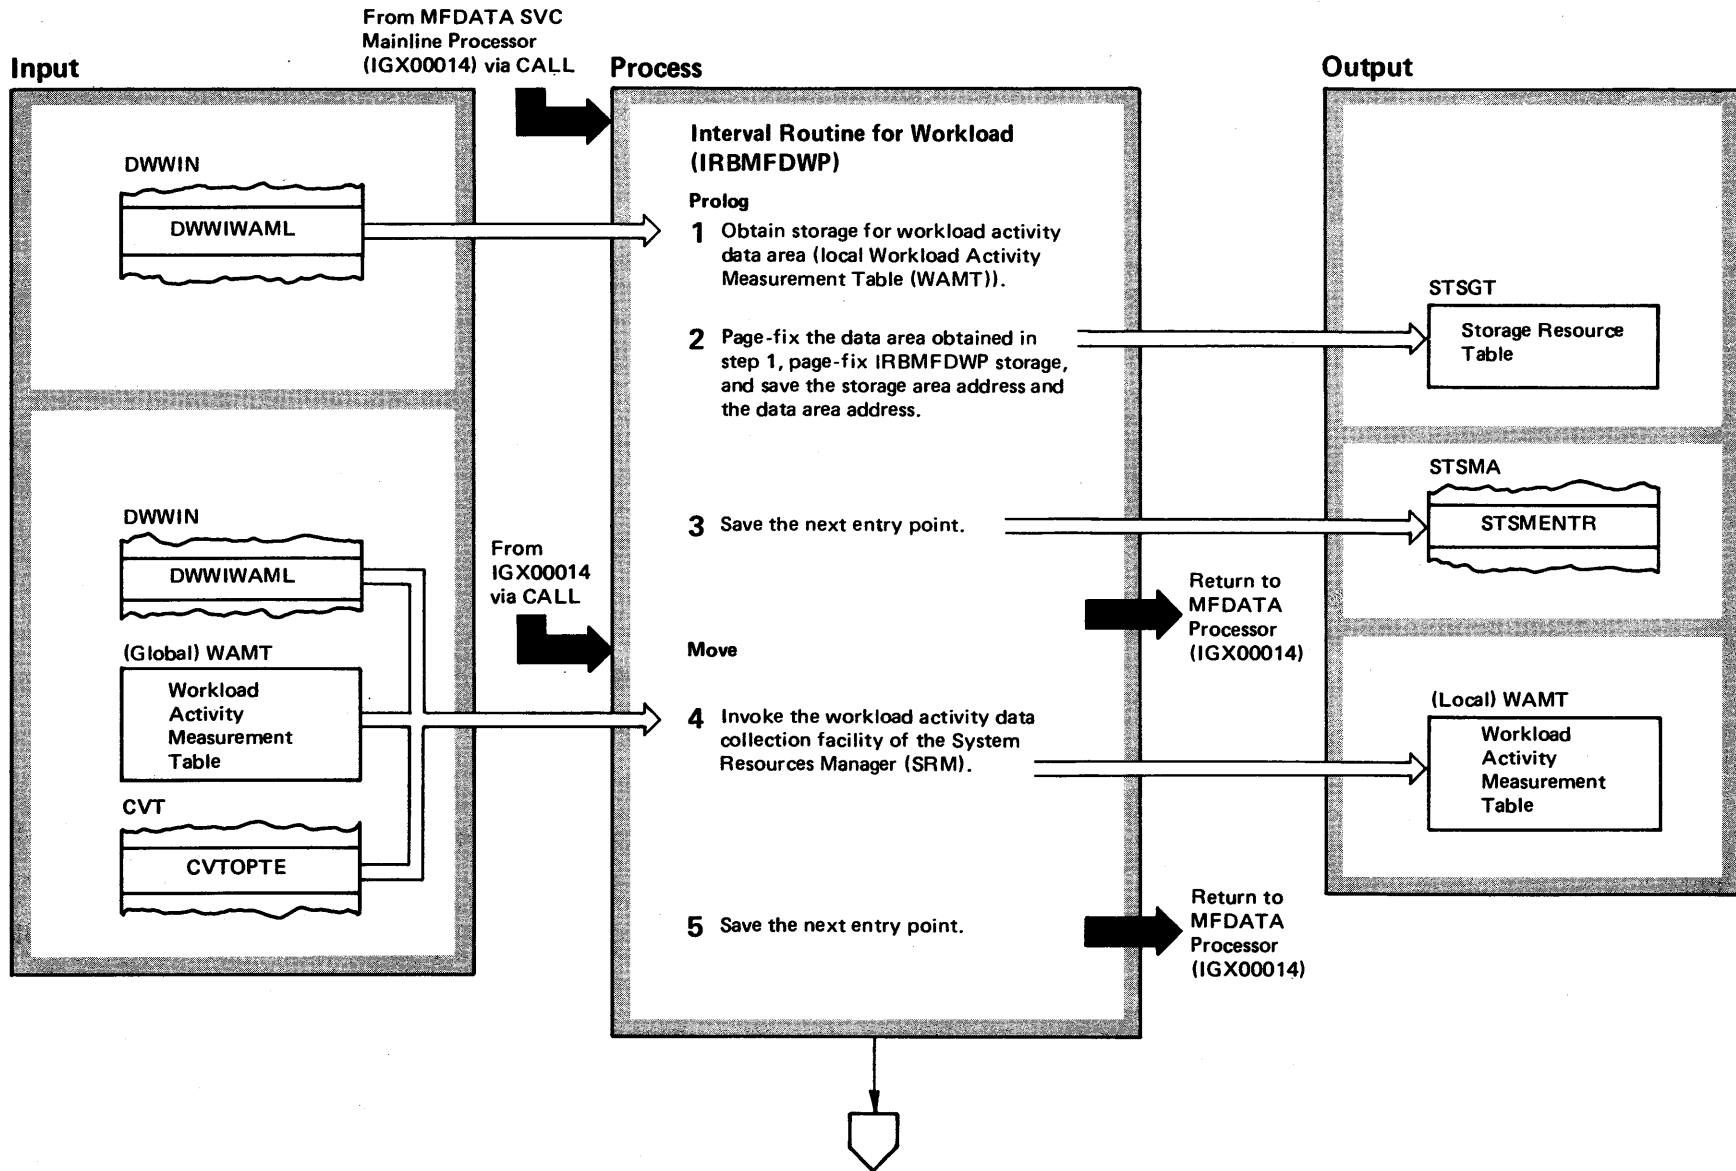 From MFDATA SVC
Mainline Processor
(IGX00014) via CALL
Input
Process
Output
DWWIN
DWWIWAML
Interval Routine for Workload
(IRBMFDWP)
Prolog
1 Obtain storage for workload activity
data area (local Workload Activity
Measurement Table (WAMT)).
2 Page-fix the data area obtained in
step 1, page-fix IRBMFDWP storage,
and save the storage area address and
the data area address.
STSGT
Storage Resource
Table
3 Save the next entry point.
STSMA
STSMENTR
Return to
MFDATA
Processor
(IGX00014)
DWWIN
DWWIWAML
(Global) WAMT
Workload
Activity
Measurement
Table
CVT
CVTOPTE
From
IGX00014
via CALL
Move
4 Invoke the workload activity data
collection facility of the System
Resources Manager (SRM).
(Local) WAMT
Workload
Activity
Measurement
Table
5 Save the next entry point.
Return to
MFDATA
Processor
(IGX00014)